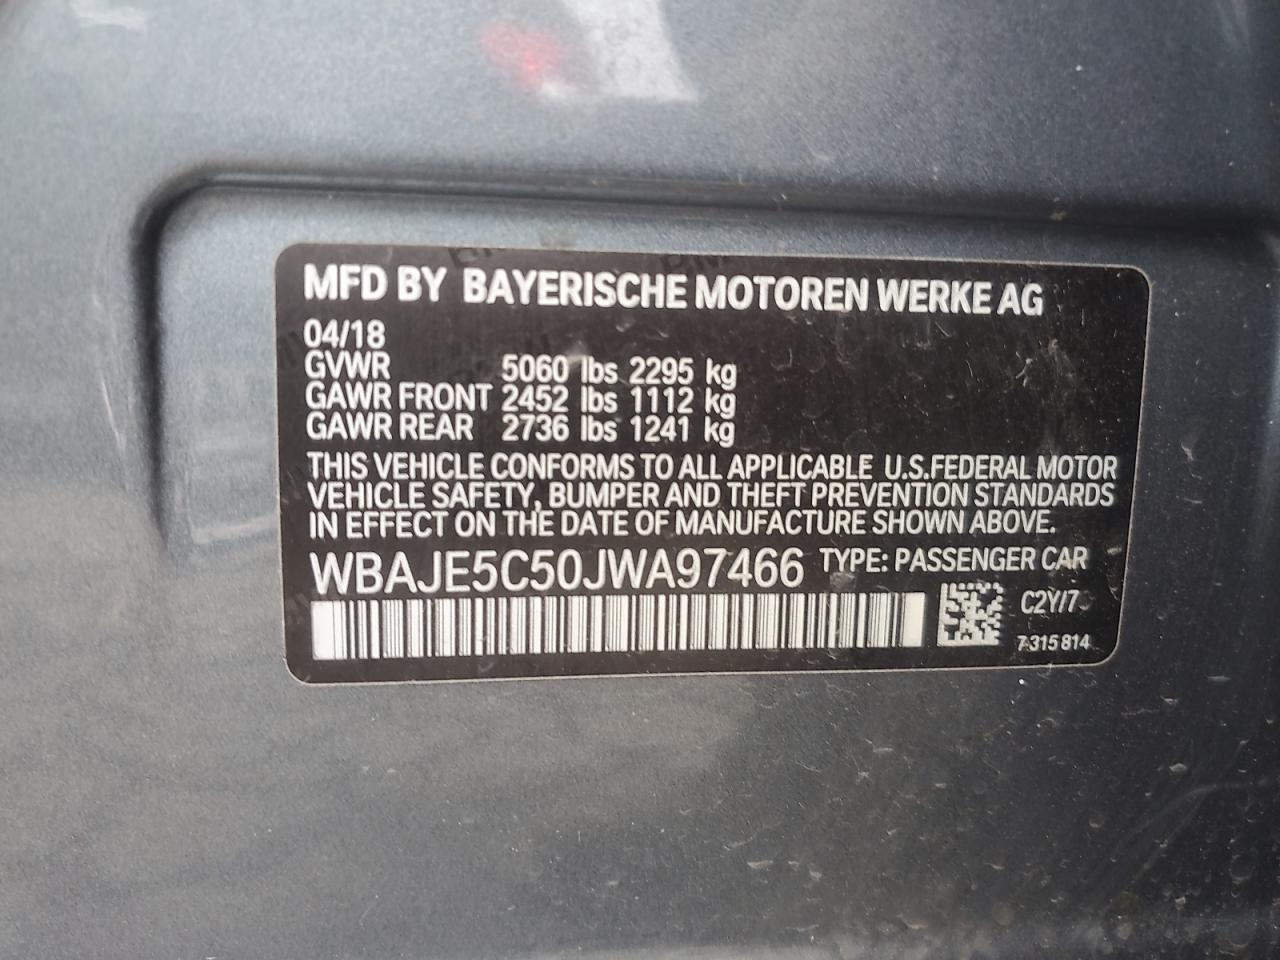 MFD BY BAYERISCHE MOTOREN WERKE AG
04/18
GVWR 5060 lbs 2295 kg
GAWR FRONT 2452 lbs 1112 kg
GAWR REAR 2736 lbs 1241 kg
THIS VEHICLE CONFORMS TO ALL APPLICABLE U.S.FEDERAL MOTOR
VEHICLE SAFETY, BUMPER AND THEFT PREVENTION STANDARDS
IN EFFECT ON THE DATE OF MANUFACTURE SHOWN ABOVE.
WBAJE5C50JWA97466 TYPE: PASSENGER CAR
C2Y/7
7 315 814